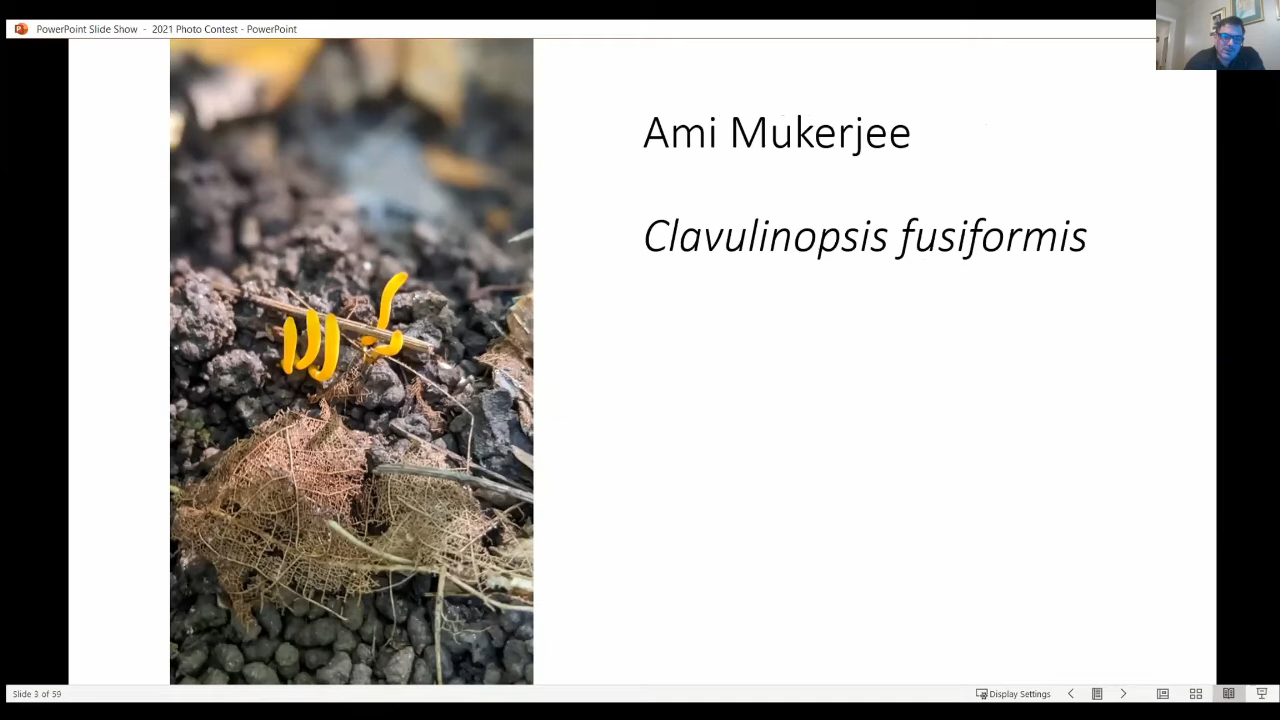 PowerPoint Slide Show - 2021 Photo Contest - PowerPoint
Ami Mukerjee
Clavulinopsis fusiformis
Slide 3 of 59
Display Settings